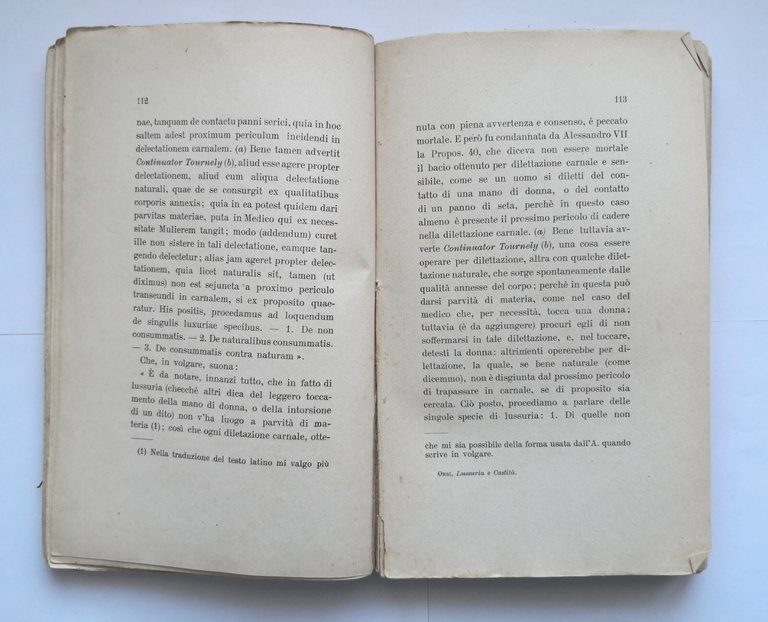 112
nae, tanquam de contactu panni serici, quia in hoc
saltem adest proximum periculum incidendi in
delectationem carnalem. (a) Bene tamen advertit
Continuator Tournely (b), aliud esse agere propter
delectationem, aliud cum aliqua delectatione
naturali, quae de se consurgit ex qualitatibus
corporis annexis; quia in ea potest quidem dari
parvitas materiae, puta in Medico qui ex neces-
sitate Mulierem tangit; modo (addendum) curet
ille non sistere in tali delectatione, eamque tan-
gendo delectetur; alias jam ageret propter delec-
tationem, quia licet naturalis sit, tamen (ut
diximus) non est sejuncta a proximo periculo
transeundi in carnalem, si ex proposito quae-
ratur. His positis, procedamus ad loquendum
de singulis luxuriae specibus. — 1. De non
consummatis. — 2. De naturalibus consummatis.
— 3. De consummatis contra naturam ».
Che, in volgare, suona:
« È da notare, innanzi tutto, che in fatto di
lussuria (checchè altri dica del leggero tocca-
mento della mano di donna, o della intorsione
di un dito) non v'ha luogo a parvità di ma-
teria (1); così che ogni diletazione carnale, otte-
(1) Nella traduzione del testo latino mi valgo più
113
nuta con piena avvertenza e consenso, è peccato
mortale. E però fu condannata da Alessandro VII
la Propos. 40, che diceva non essere mortale
il bacio ottenuto per dilettazione carnale e sen-
sibile, come se un uomo si diletti del con-
tatto di una mano di donna, o del contatto
di un panno di seta, perchè in questo caso
almeno è presente il prossimo pericolo di cadere
nella dilettazione carnale. (a) Bene tuttavia av-
verte Continuator Tournely (b), una cosa essere
operare per dilettazione, altra con qualche dilet-
tazione naturale, che sorge spontaneamente dalle
qualità annesse del corpo; perchè in questa può
darsi parvità di materia, come nel caso del
medico che, per necessità, tocca una donna;
tuttavia (è da aggiungere) procuri egli di non
soffermarsi in tale dilettazione, e. nel toccare,
detesti la donna: altrimenti opererebbe per di-
lettazione, la quale, se bene naturale (come
dicemmo), non è disgiunta dal prossimo pericolo
di trapassare in carnale, se di proposito sia
cercata. Ciò posto, procediamo a parlare delle
singole specie di lussuria: 1. Di quelle non
che mi sia possibile della forma usata dall'A. quando
scrive in volgare.
Orsi, Lussuria e Castità.